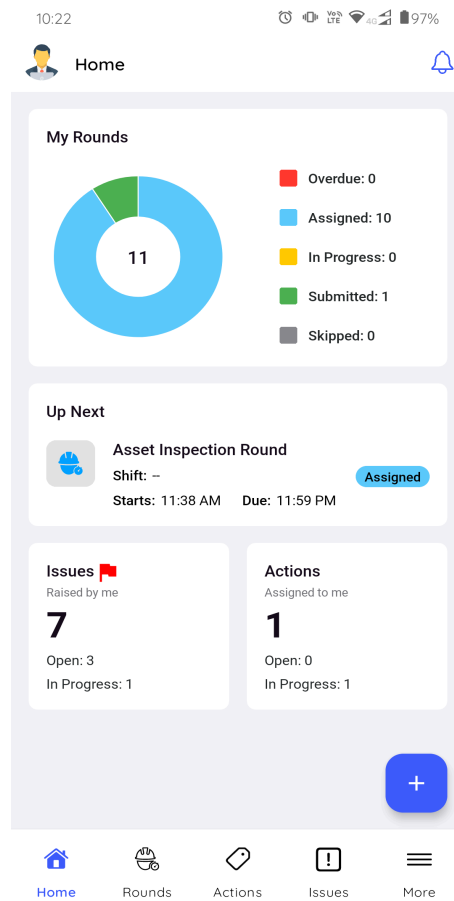 10:22
Vo LTE 4G 97%
Home
My Rounds
11
Overdue: 0
Assigned: 10
In Progress: 0
Submitted: 1
Skipped: 0
Up Next
Asset Inspection Round
Shift: --
Assigned
Starts: 11:38 AM Due: 11:59 PM
Issues
Raised by me
7
Open: 3
In Progress: 1
Actions
Assigned to me
1
Open: 0
In Progress: 1
+
Home Rounds Actions Issues More